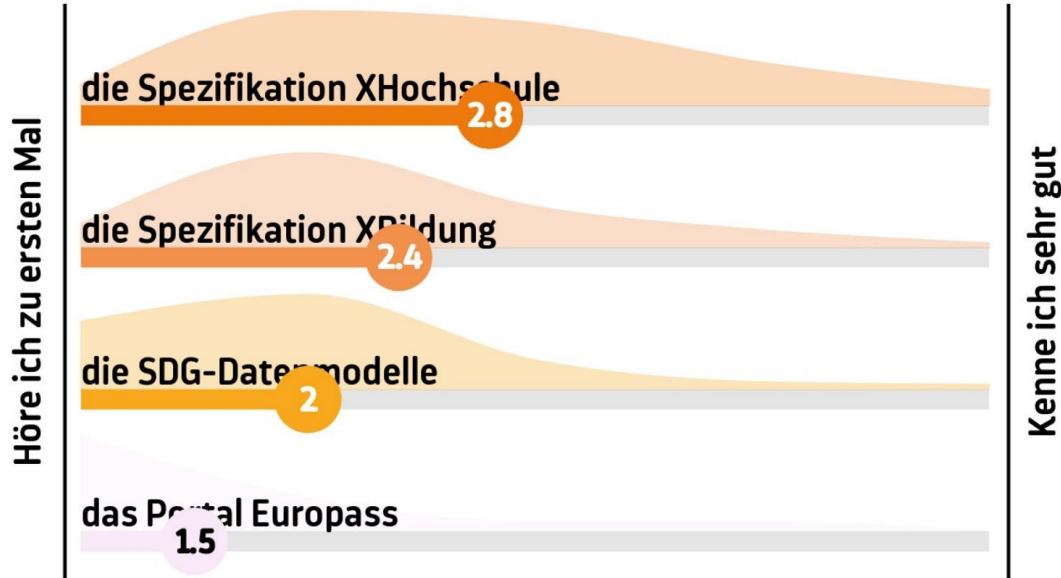 Höre ich zu ersten Mal
die Spezifikation XHochschule
2.8
die Spezifikation XBildung
2.4
die SDG-Datenmodelle
2
das Portal Europass
1.5
Kenne ich sehr gut